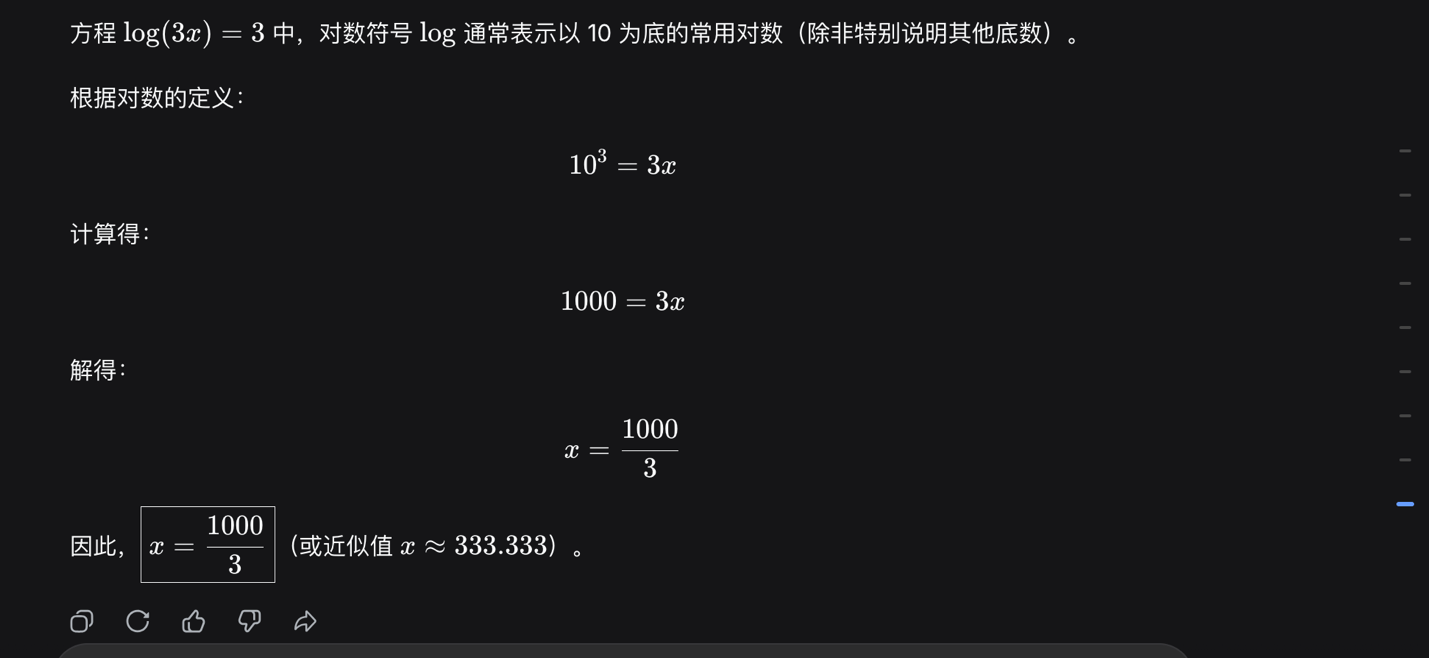 方程 log(3x) = 3 中，对数符号 log 通常表示以 10 为底的常用对数（除非特别说明其他底数）。
根据对数的定义：
10³ = 3x
计算得：
1000 = 3x
解得：
x = 1000/3
因此，x = 1000/3（或近似值 x ≈ 333.333）。